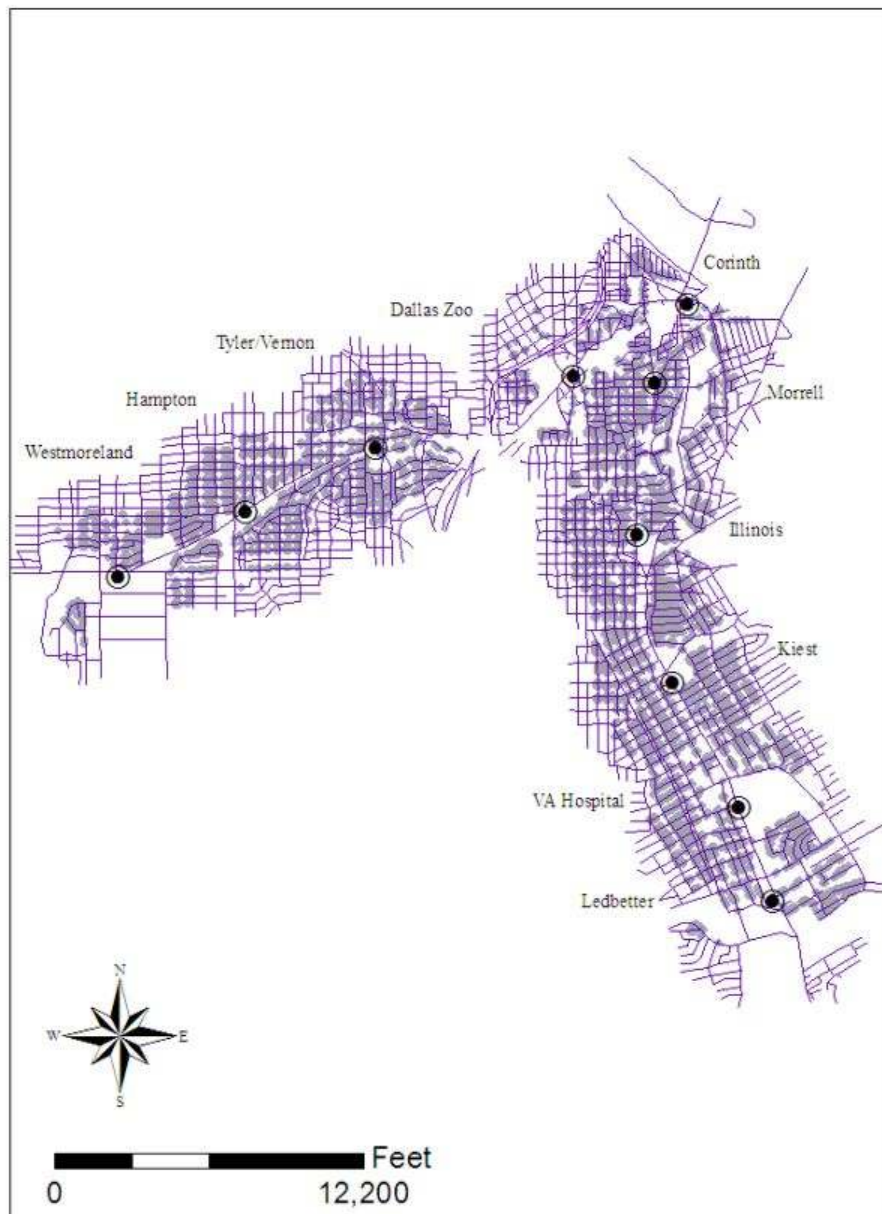 Corinth
Dallas Zoo
Tyler/Vernon
Morrell
Hampton
Westmoreland
Illinois
Kiest
VA Hospital
Ledbetter
N
W E
S
Feet
0 12,200